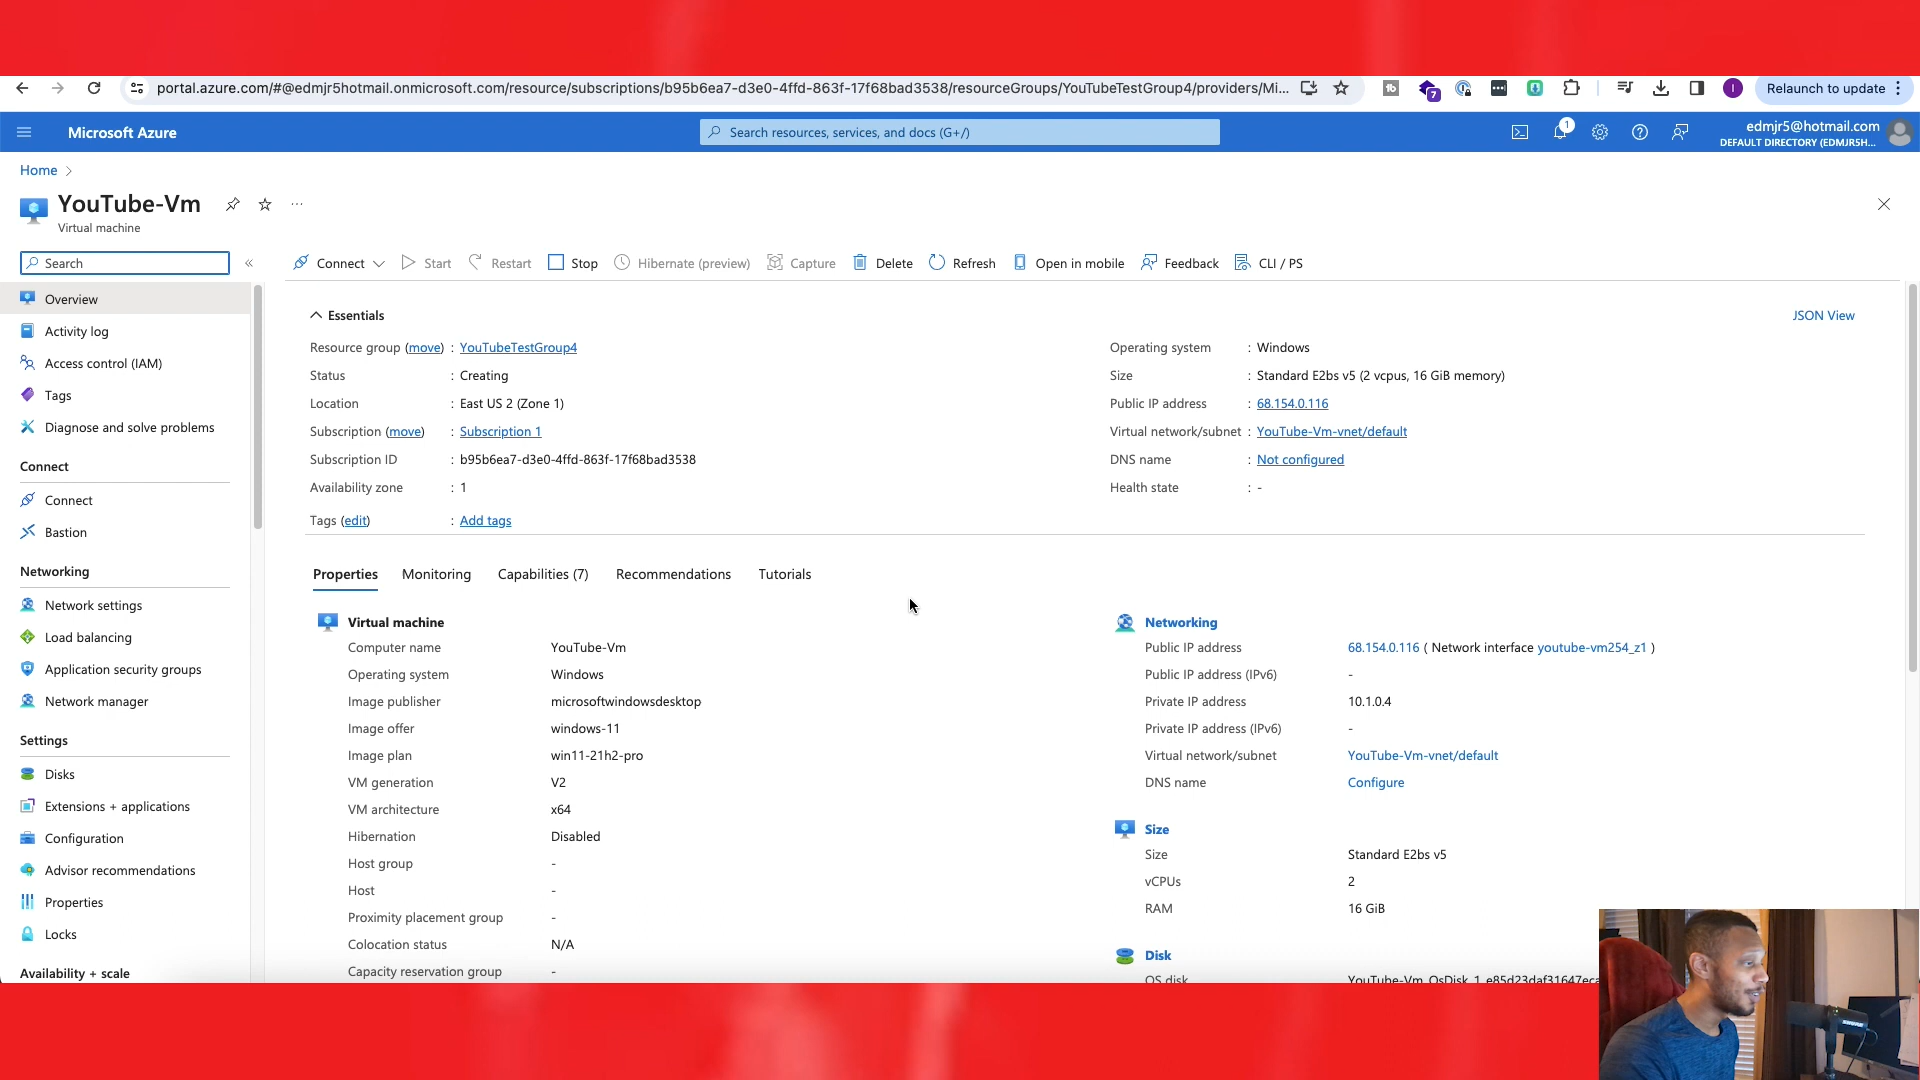 portal.azure.com/#@edmjr5hotmail.onmicrosoft.com/resource/subscriptions/b95b6ea7-d3e0-4ffd-863f-17f68bad3538/resourceGroups/YouTubeTestGroup4/providers/Mi...
7
I
Relaunch to update
Microsoft Azure
Search resources, services, and docs (G+/)
1
edmjr5@hotmail.com
DEFAULT DIRECTORY (EDMJR5H...
Home
YouTube-Vm
...
Virtual machine
Search
«
Connect
Start
Restart
Stop
Hibernate (preview)
Capture
Delete
Refresh
Open in mobile
Feedback
CLI / PS
Overview
Activity log
Access control (IAM)
Tags
Diagnose and solve problems
Connect
Connect
Bastion
Networking
Network settings
Load balancing
Application security groups
Network manager
Settings
Disks
Extensions + applications
Configuration
Advisor recommendations
Properties
Locks
Availability + scale
Essentials
JSON View
Resource group (move) : YouTubeTestGroup4
Status : Creating
Location : East US 2 (Zone 1)
Subscription (move) : Subscription 1
Subscription ID : b95b6ea7-d3e0-4ffd-863f-17f68bad3538
Availability zone : 1
Tags (edit) : Add tags
Operating system : Windows
Size : Standard E2bs v5 (2 vcpus, 16 GiB memory)
Public IP address : 68.154.0.116
Virtual network/subnet : YouTube-Vm-vnet/default
DNS name : Not configured
Health state : -
Properties
Monitoring
Capabilities (7)
Recommendations
Tutorials
Virtual machine
Computer name YouTube-Vm
Operating system Windows
Image publisher microsoftwindowsdesktop
Image offer windows-11
Image plan win11-21h2-pro
VM generation V2
VM architecture x64
Hibernation Disabled
Host group -
Host -
Proximity placement group -
Colocation status N/A
Capacity reservation group -
Networking
Public IP address 68.154.0.116 ( Network interface youtube-vm254_z1 )
Public IP address (IPv6) -
Private IP address 10.1.0.4
Private IP address (IPv6) -
Virtual network/subnet YouTube-Vm-vnet/default
DNS name Configure
Size
Size Standard E2bs v5
vCPUs 2
RAM 16 GiB
Disk
OS disk YouTube-Vm_OsDisk_1_e85d23daf31647eca